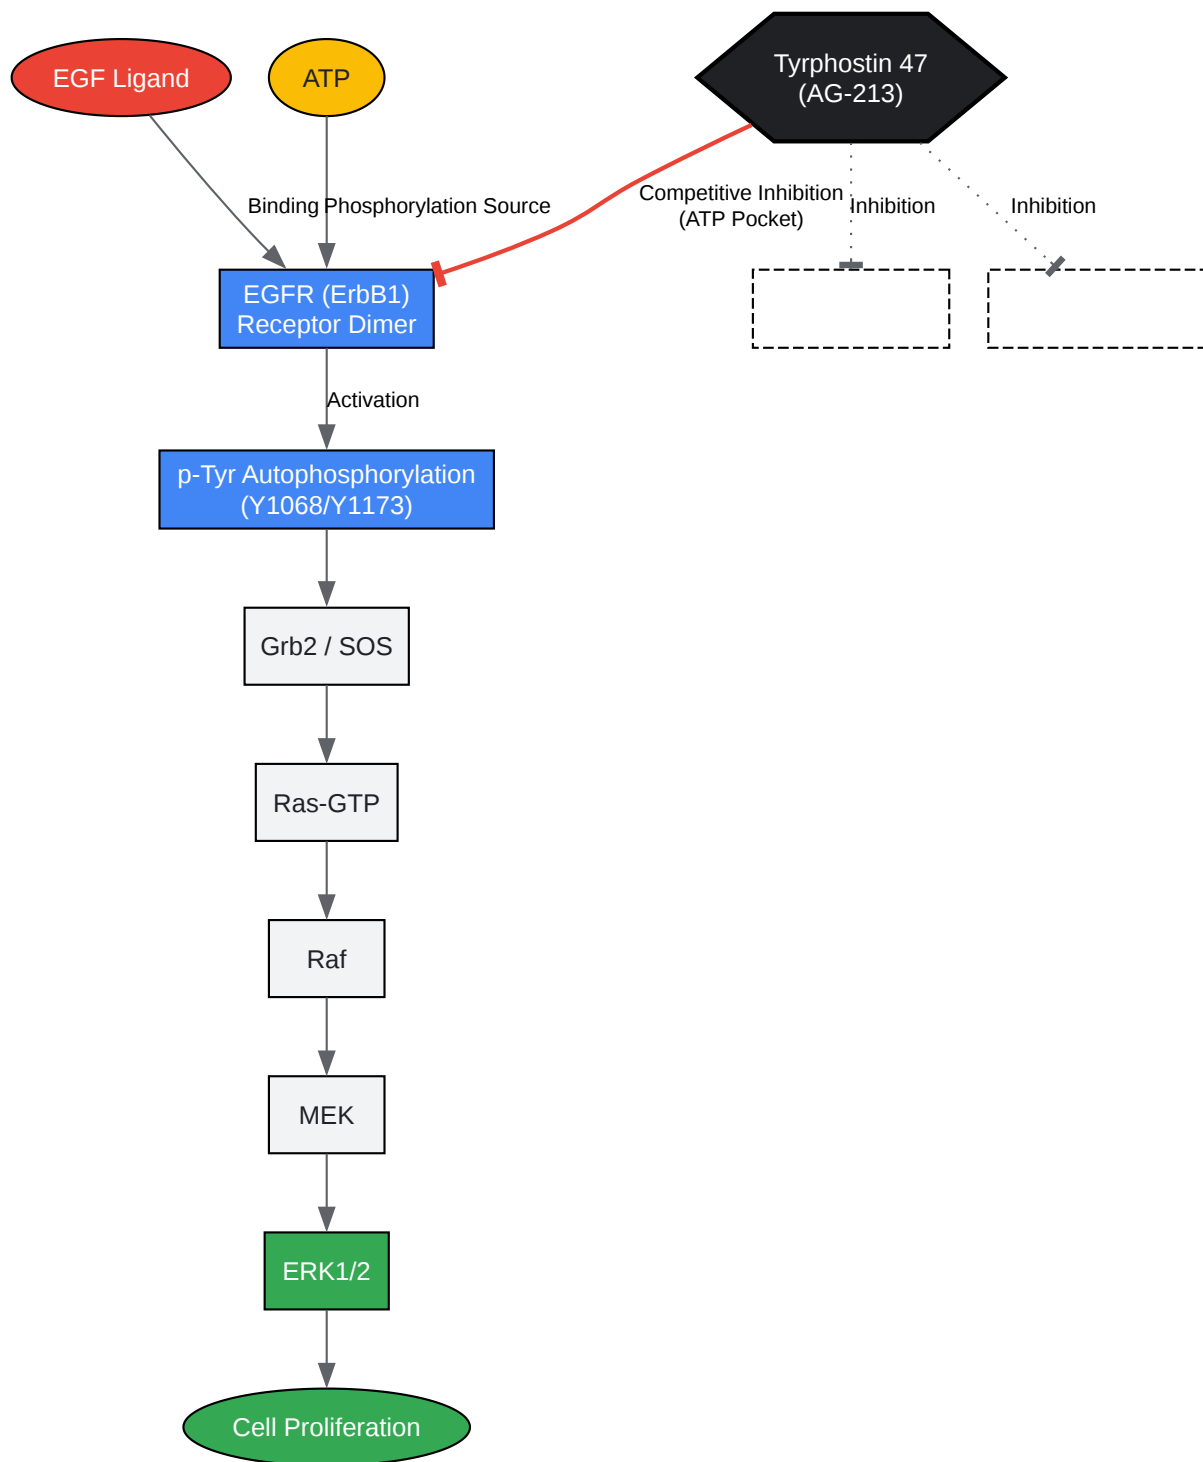 EGF Ligand
ATP
Tyrphostin 47
(AG-213)
Binding
Phosphorylation Source
Competitive Inhibition
(ATP Pocket)
Inhibition
Inhibition
EGFR (ErbB1)
Receptor Dimer
Activation
p-Tyr Autophosphorylation
(Y1068/Y1173)
Grb2 / SOS
Ras-GTP
Raf
MEK
ERK1/2
Cell Proliferation